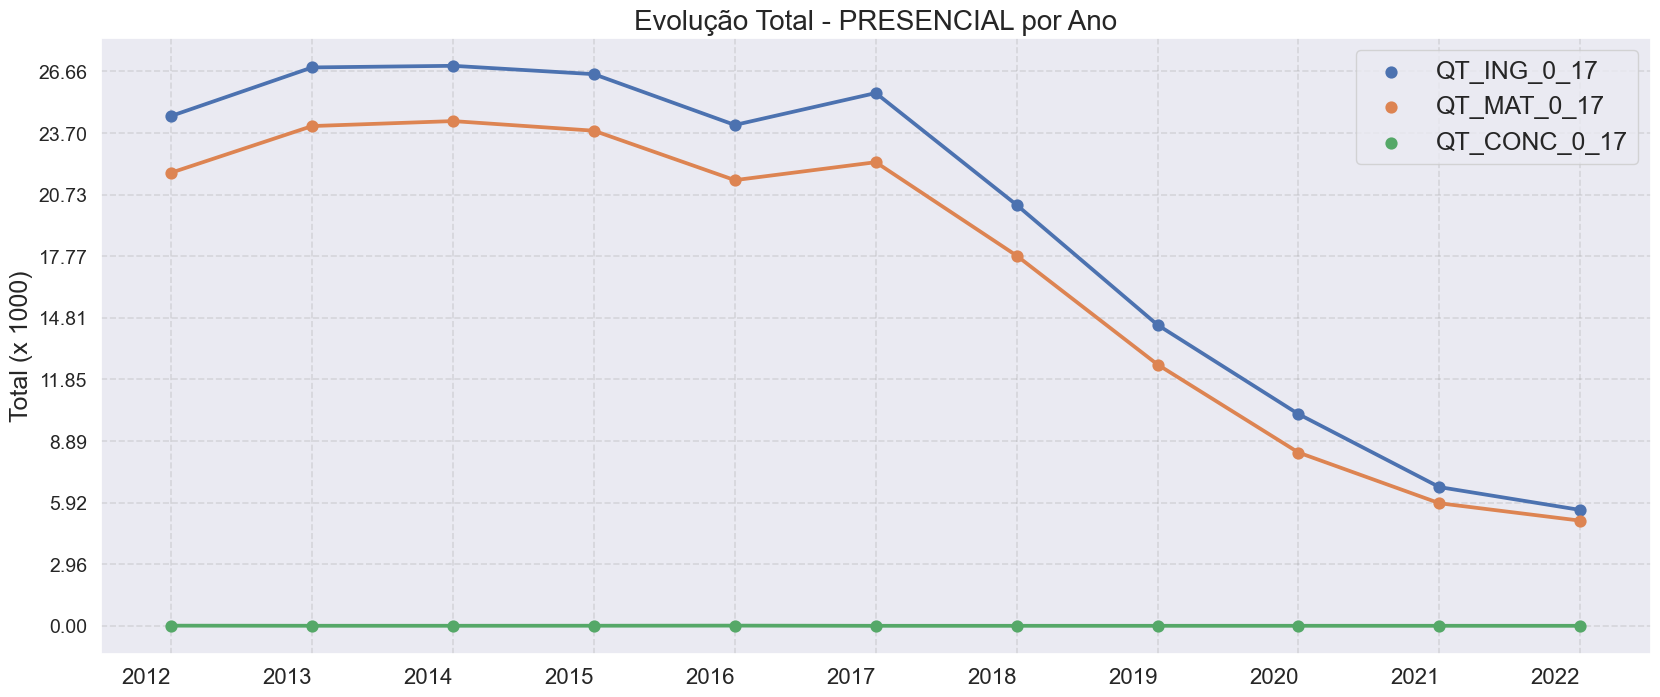 Evolução Total - PRESENCIAL por Ano
QT_ING_0_17
QT_MAT_0_17
QT_CONC_0_17
Total (x 1000)
26.66
23.70
20.73
17.77
14.81
11.85
8.89
5.92
2.96
0.00
2012 2013 2014 2015 2016 2017 2018 2019 2020 2021 2022